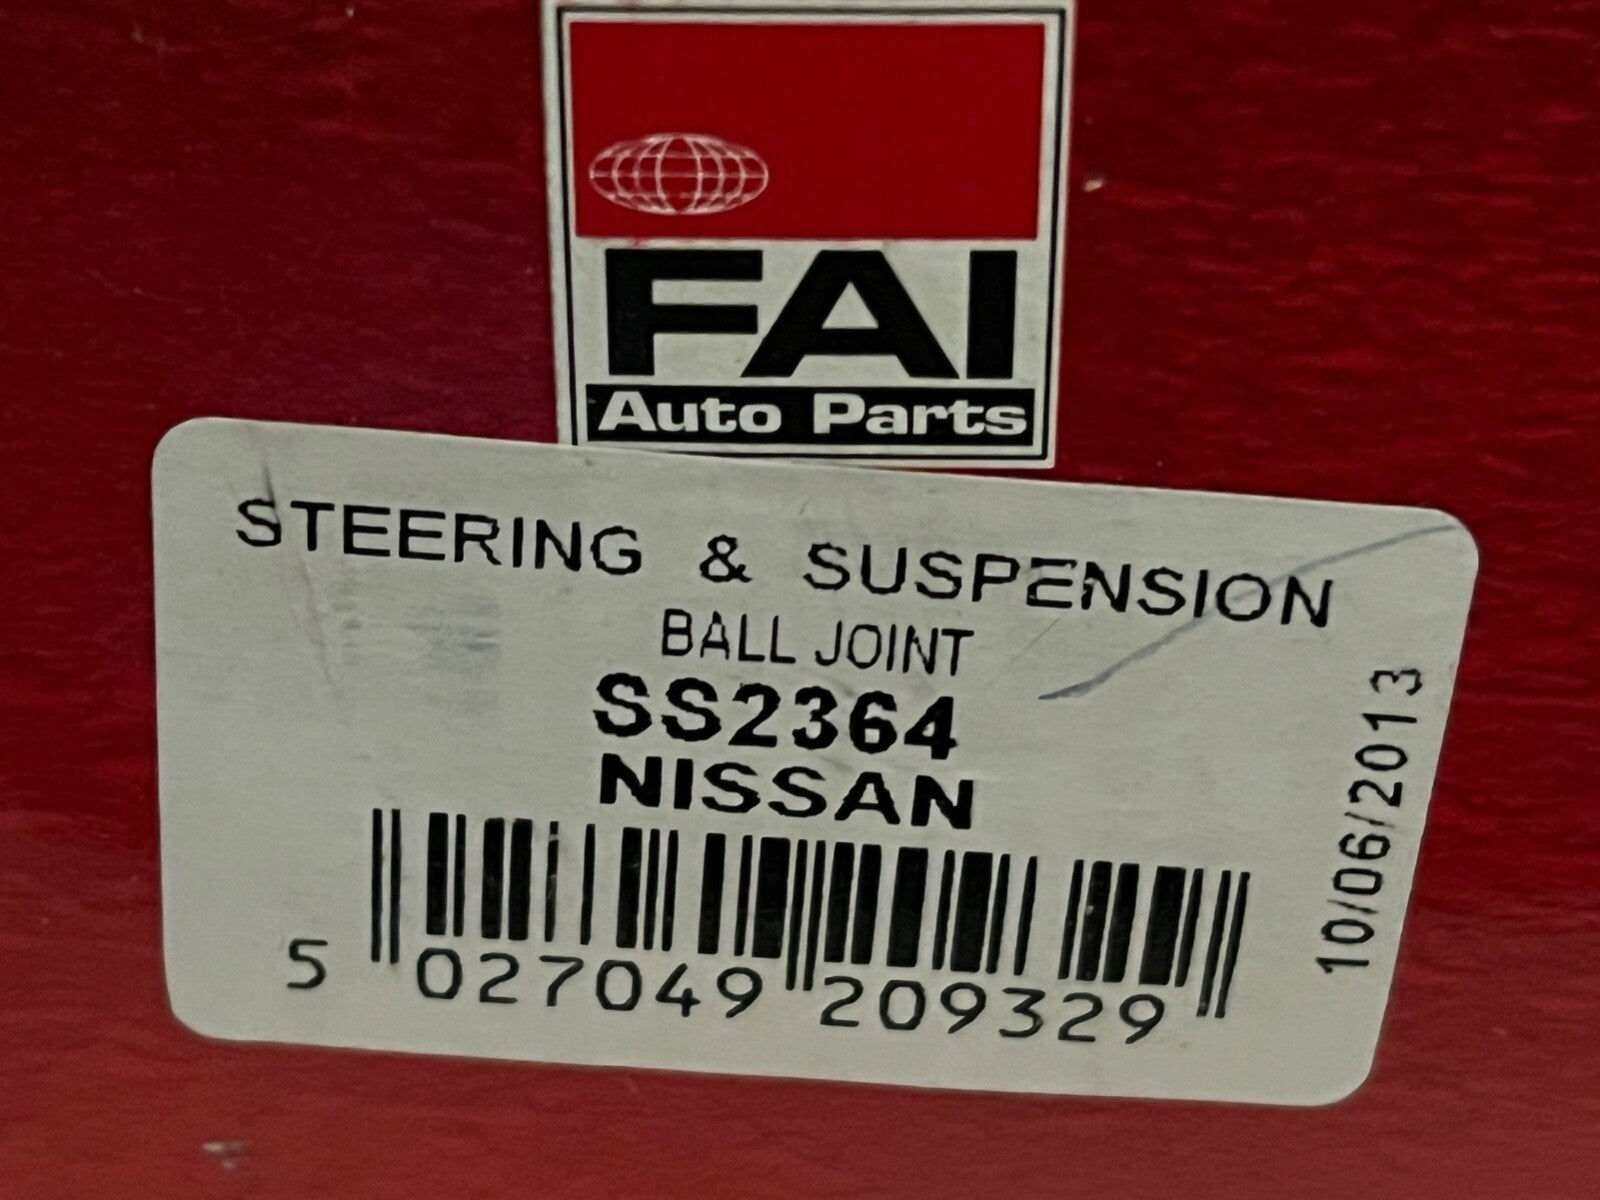 FAI
Auto Parts
STEERING & SUSPENSION
BALL JOINT
SS2364
NISSAN
5 027049 209329
10/06/2013